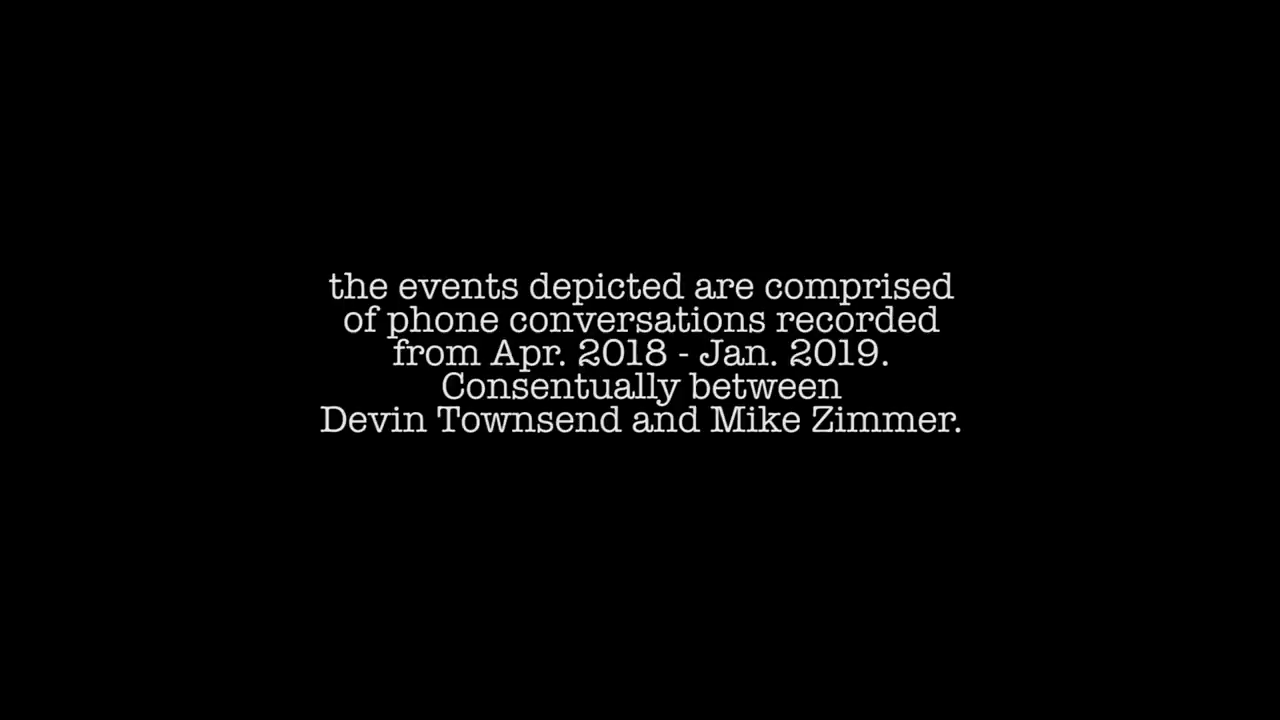 the events depicted are comprised
of phone conversations recorded
from Apr. 2018 - Jan. 2019.
Consentually between
Devin Townsend and Mike Zimmer.